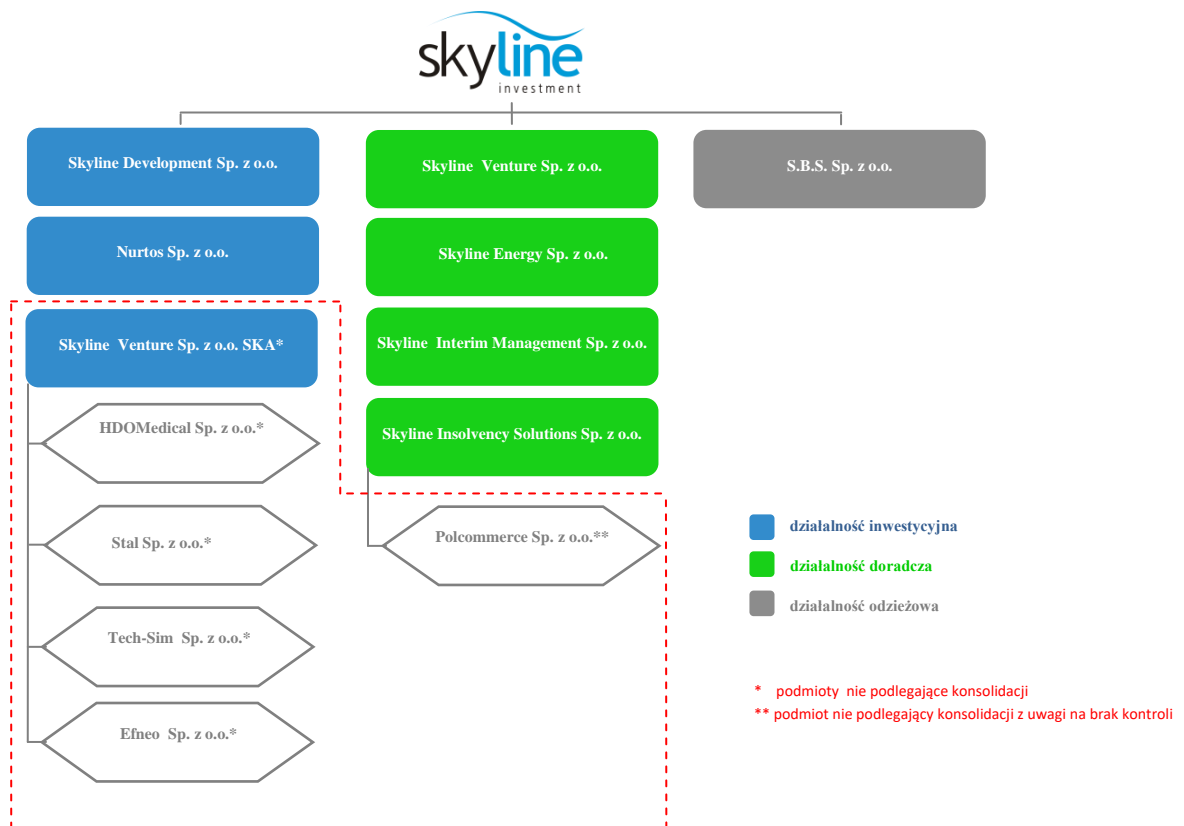 skyline
investment
Skyline Development Sp. z o.o.
Skyline Venture Sp. z o.o.
S.B.S. Sp. z o.o.
Nurtos Sp. z o.o.
Skyline Energy Sp. z o.o.
Skyline Venture Sp. z o.o. SKA*
Skyline Interim Management Sp. z o.o.
HDOMedical Sp. z o.o.*
Skyline Insolvency Solutions Sp. z o.o.
Stal Sp. z o.o.*
Polcommerce Sp. z o.o.**
Tech-Sim Sp. z o.o.*
Efneo Sp. z o.o.*
działalność inwestycyjna
działalność doradcza
działalność odzieżowa
* podmioty nie podlegające konsolidacji
** podmiot nie podlegający konsolidacji z uwagi na brak kontroli